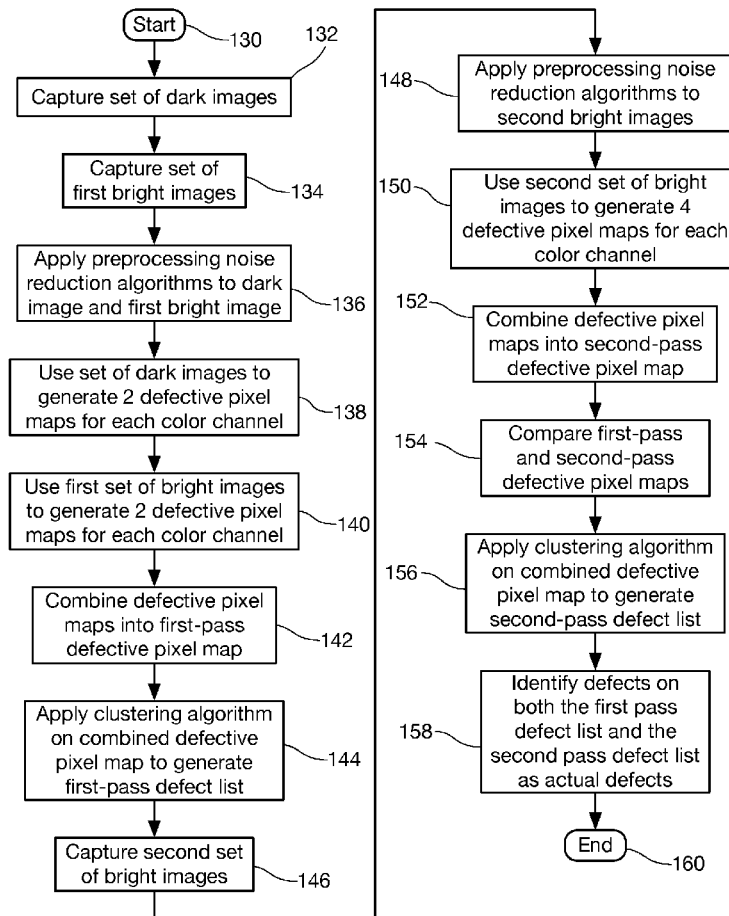 Start
130
132
Capture set of dark images
Capture set of
first bright images
134
Apply preprocessing noise
reduction algorithms to dark
image and first bright image
136
Use set of dark images to
generate 2 defective pixel
maps for each color channel
138
Use first set of bright images
to generate 2 defective pixel
maps for each color channel
140
Combine defective pixel
maps into first-pass
defective pixel map
142
Apply clustering algorithm
on combined defective
pixel map to generate
first-pass defect list
144
Capture second set
of bright images
146
148
Apply preprocessing noise
reduction algorithms to
second bright images
150
Use second set of bright
images to generate 4
defective pixel maps for each
color channel
152
Combine defective pixel
maps into second-pass
defective pixel map
154
Compare first-pass
and second-pass
defective pixel maps
156
Apply clustering algorithm
on combined defective
pixel map to generate
second-pass defect list
158
Identify defects on
both the first pass
defect list and the
second pass defect list
as actual defects
End
160